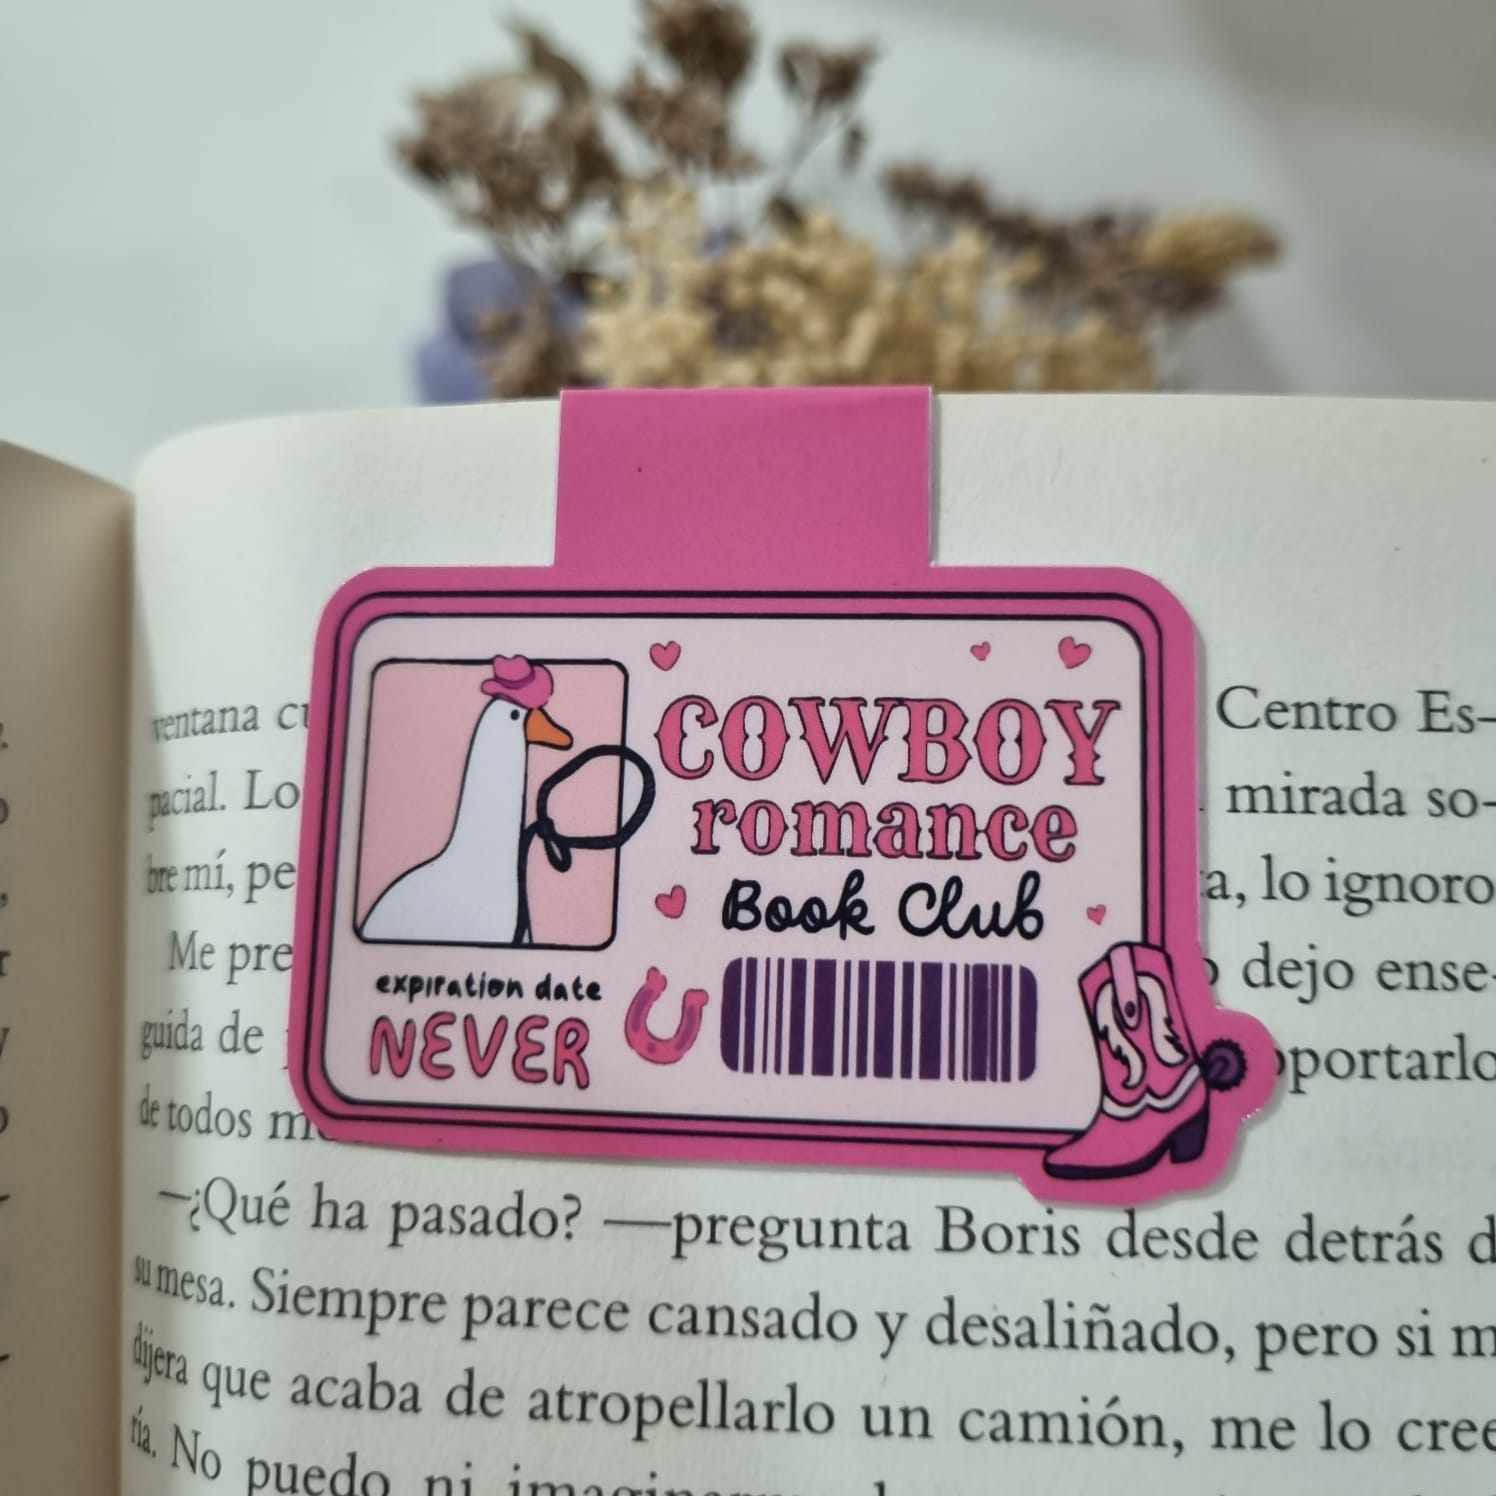 COWBOY
romance
Book Club
expiration date
NEVER
ventana
Centro Es-
pacial. Lo
mirada so-
bre mí, pe
a, lo ignoro
Me pre
dejo ense-
guida de
oportarlo
de todos m
—¿Qué ha pasado? —pregunta Boris desde detrás d
su mesa. Siempre parece cansado y desaliñado, pero si m
dijera que acaba de atropellarlo un camión, me lo cree
ría. No puedo ni